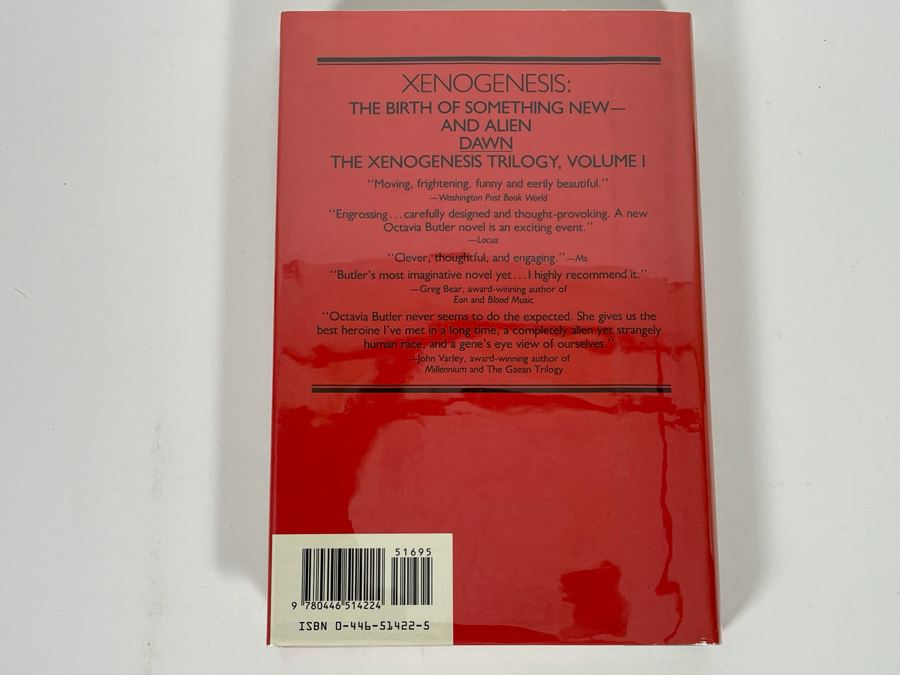 XENOGENESIS:
THE BIRTH OF SOMETHING NEW—
AND ALIEN
DAWN
THE XENOGENESIS TRILOGY, VOLUME I
"Moving, frightening, funny and eerily beautiful."
—Washington Post Book World
"Engrossing...carefully designed and thought-provoking. A new
Octavia Butler novel is an exciting event."
—Locus
"Clever, thoughtful, and engaging."—Ms.
"Butler's most imaginative novel yet...I highly recommend it."
—Greg Bear, award-winning author of
Eon and Blood Music
"Octavia Butler never seems to do the expected. She gives us the
best heroine I've met in a long time, a completely alien yet strangely
human race, and a gene's eye view of ourselves."
—John Varley, award-winning author of
Millennium and The Gaean Trilogy
51695
9 780446 514224
ISBN 0-446-51422-5